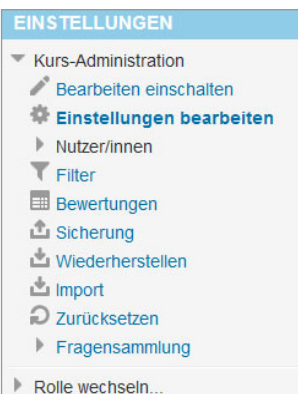 EINSTELLUNGEN
Kurs-Administration
Bearbeiten einschalten
Einstellungen bearbeiten
Nutzer/innen
Filter
Bewertungen
Sicherung
Wiederherstellen
Import
Zurücksetzen
Fragensammlung
Rolle wechseln...